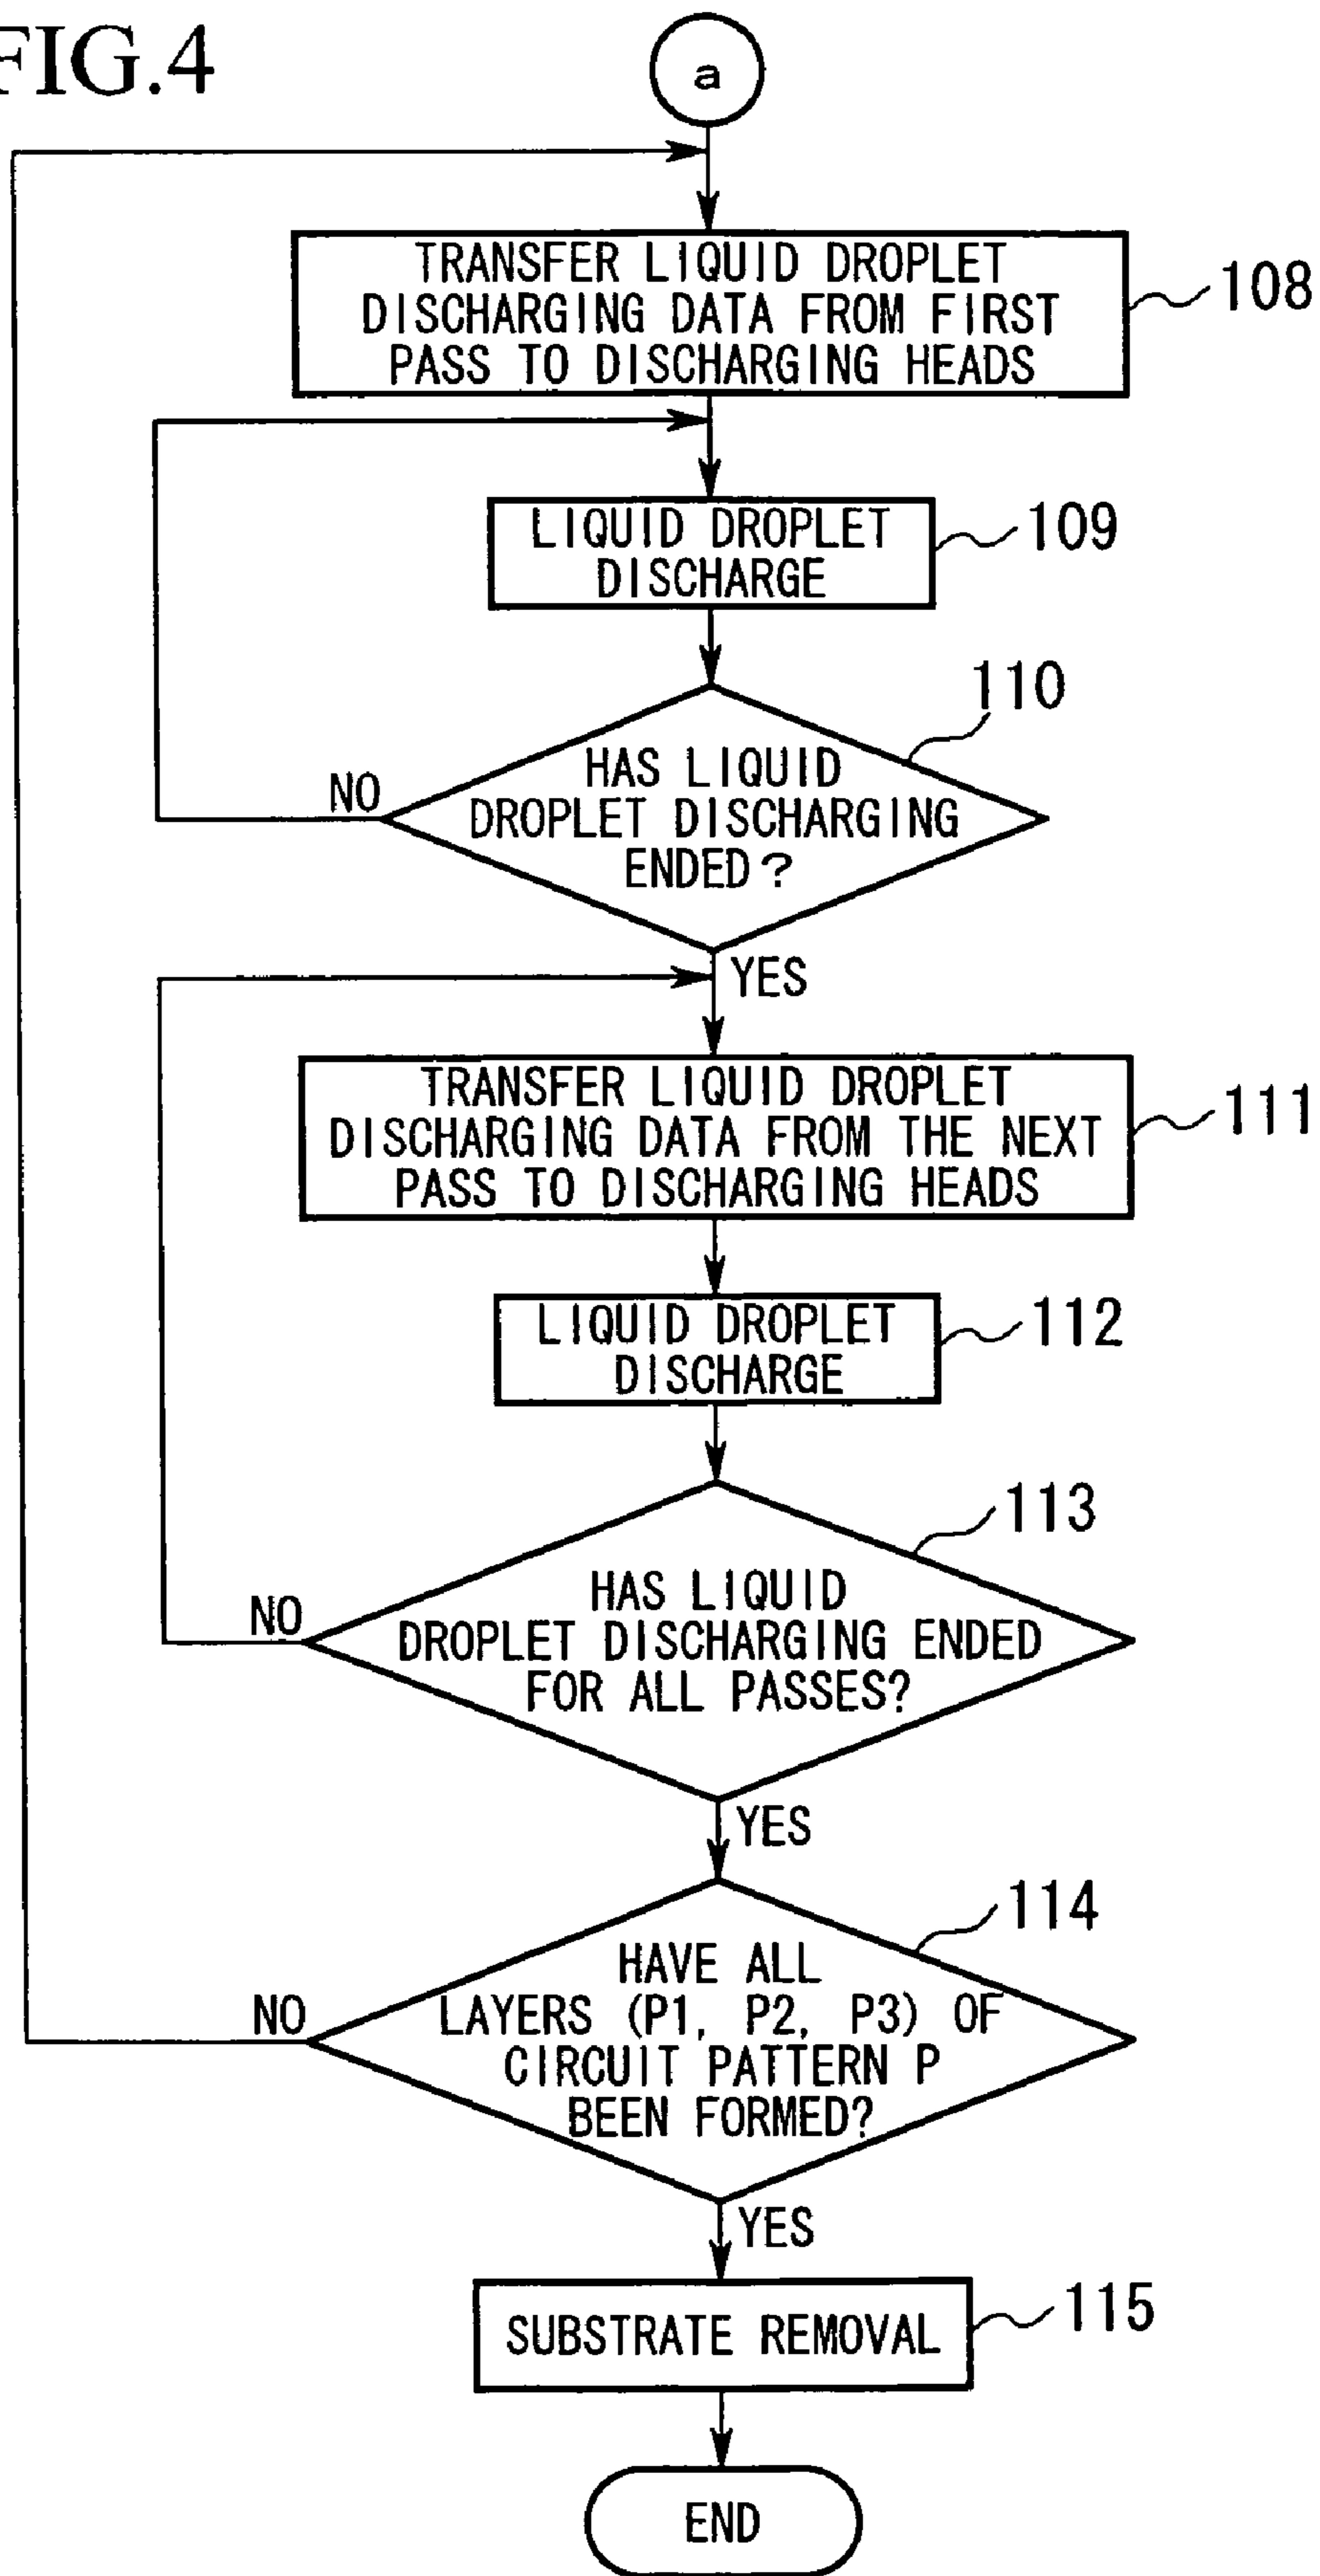 FIG.4
a
TRANSFER LIQUID DROPLET
DISCHARGING DATA FROM FIRST
PASS TO DISCHARGING HEADS
108
LIQUID DROPLET
DISCHARGE
109
110
HAS LIQUID
DROPLET DISCHARGING
ENDED?
NO
YES
TRANSFER LIQUID DROPLET
DISCHARGING DATA FROM THE NEXT
PASS TO DISCHARGING HEADS
111
LIQUID DROPLET
DISCHARGE
112
113
HAS LIQUID
DROPLET DISCHARGING ENDED
FOR ALL PASSES?
NO
YES
114
HAVE ALL
LAYERS (P1, P2, P3) OF
CIRCUIT PATTERN P
BEEN FORMED?
NO
YES
SUBSTRATE REMOVAL
115
END